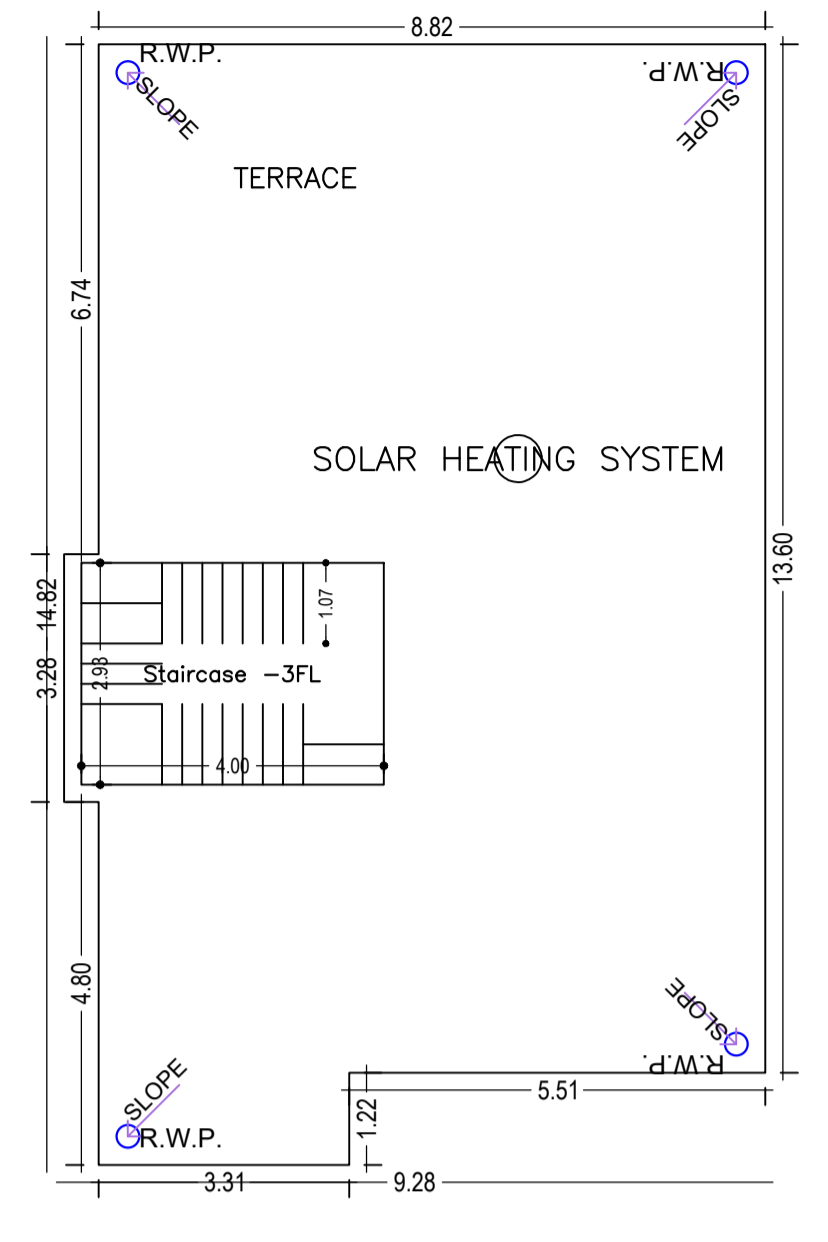 8.82
R.W.P.
R.W.P.
SLOPE
SLOPE
TERRACE
6.74
SOLAR HEATING SYSTEM
13.60
14.82
1.07
3.28
2.93
Staircase -3FL
4.00
4.80
SLOPE
R.W.P.
SLOPE
R.W.P.
5.51
1.22
3.31
9.28